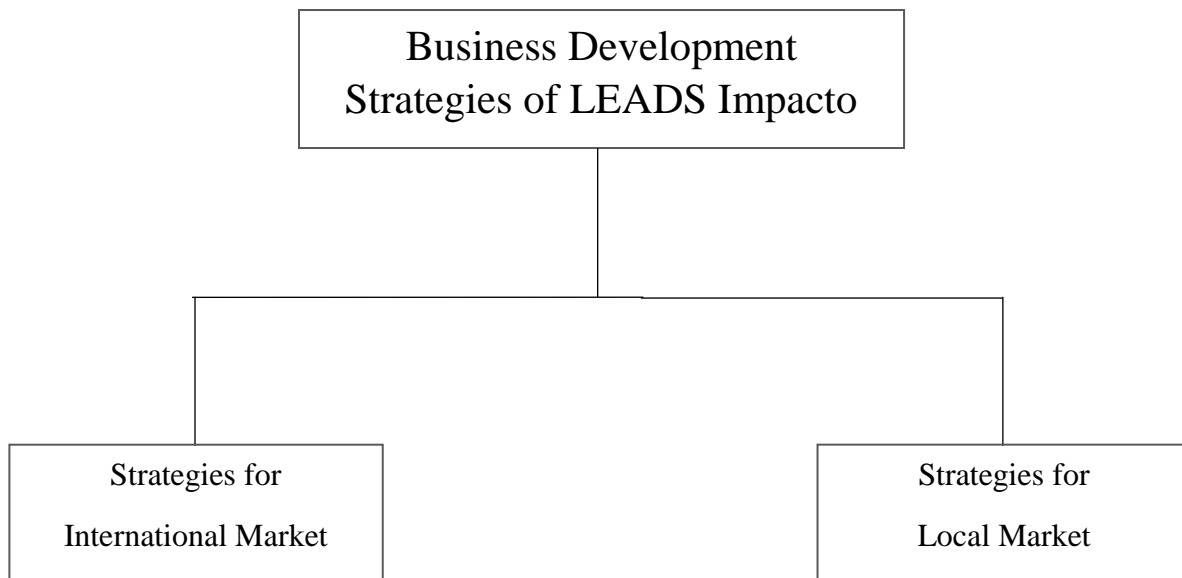 Business Development
Strategies of LEADS Impacto
Strategies for
International Market
Strategies for
Local Market